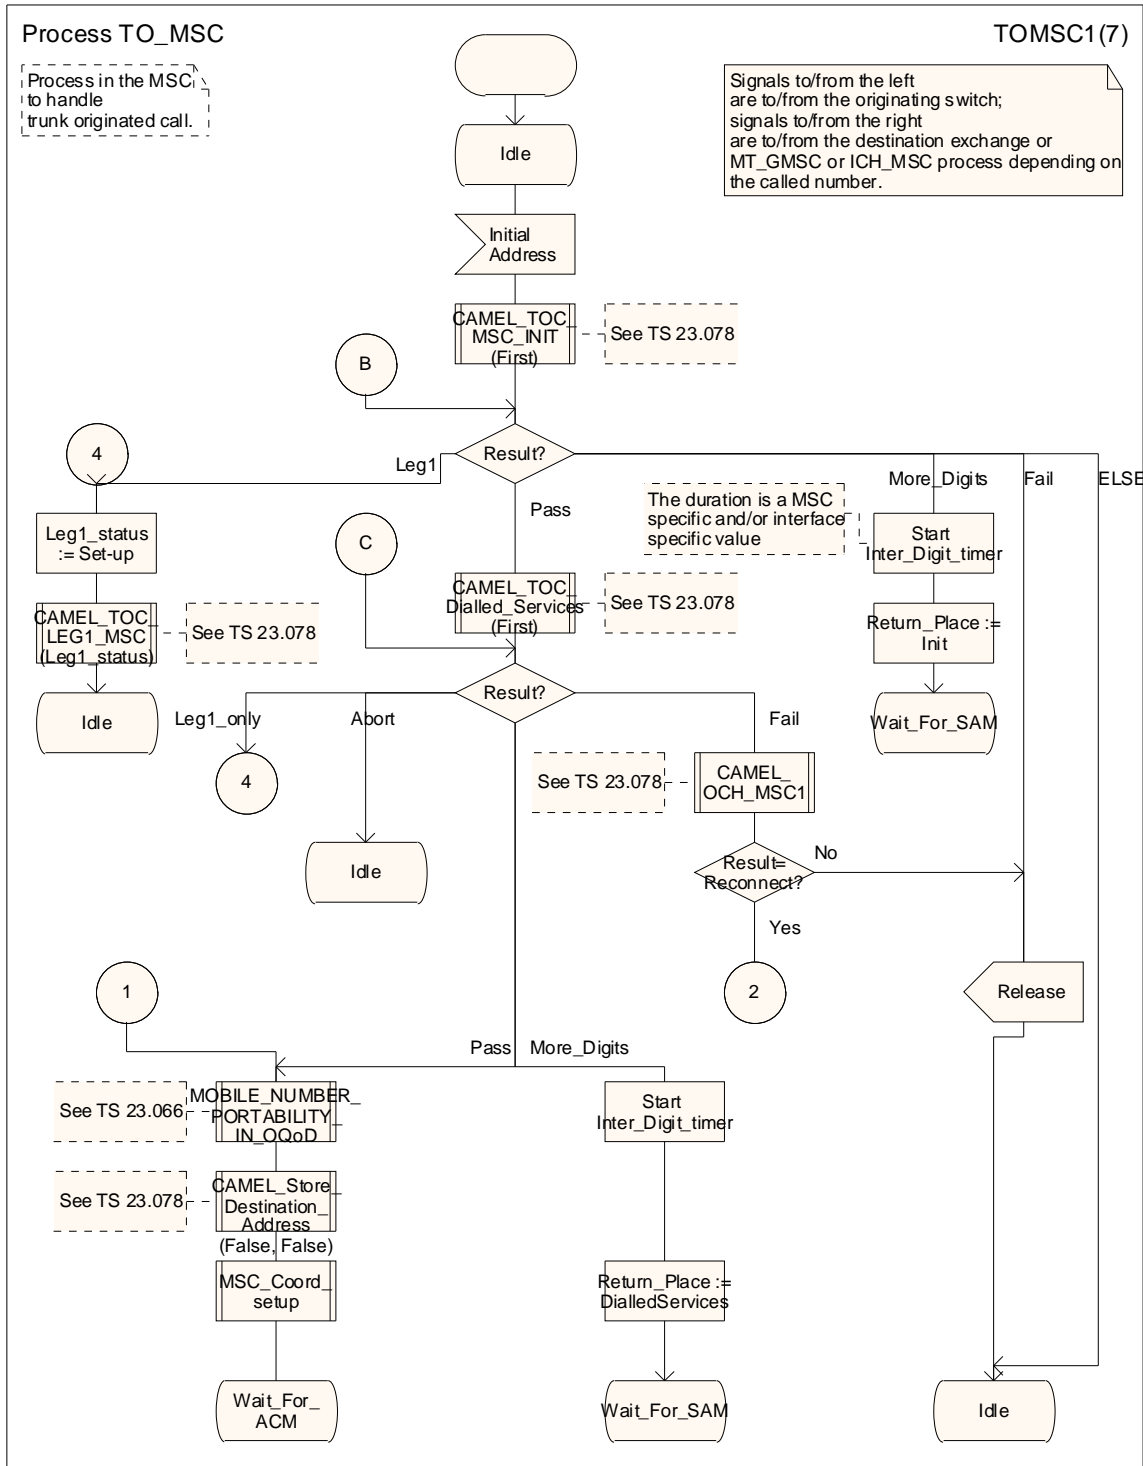 Process TO_MSC
TOMSC1(7)
Process in the MSC
to handle
trunk originated call.
Signals to/from the left
are to/from the originating switch;
signals to/from the right
are to/from the destination exchange or
MT_GMSC or ICH_MSC process depending on
the called number.
Idle
Initial
Address
CAMEL_TOC_
MSC_INIT
(First)
See TS 23.078
B
4
Result?
Leg1
More_Digits
Fail
ELSE
Pass
Leg1_status
:= Set-up
C
The duration is a MSC
specific and/or interface
specific value
Start
Inter_Digit_timer
CAMEL_TOC_
LEG1_MSC
(Leg1_status)
See TS 23.078
CAMEL_TOC_
Dialled_Services
(First)
See TS 23.078
Return_Place :=
Init
Idle
Result?
Wait_For_SAM
Leg1_only
Abort
Fail
4
See TS 23.078
CAMEL_
OCH_MSC1
Idle
Result=
Reconnect?
No
Yes
1
2
Release
Pass
More_Digits
See TS 23.066
MOBILE_NUMBER_
PORTABILITY_
IN_OQoD
Start
Inter_Digit_timer
See TS 23.078
CAMEL_Store_
Destination_
Address
(False, False)
MSC_Coord_
setup
Return_Place :=
DialledServices
Wait_For_
ACM
Wait_For_SAM
Idle